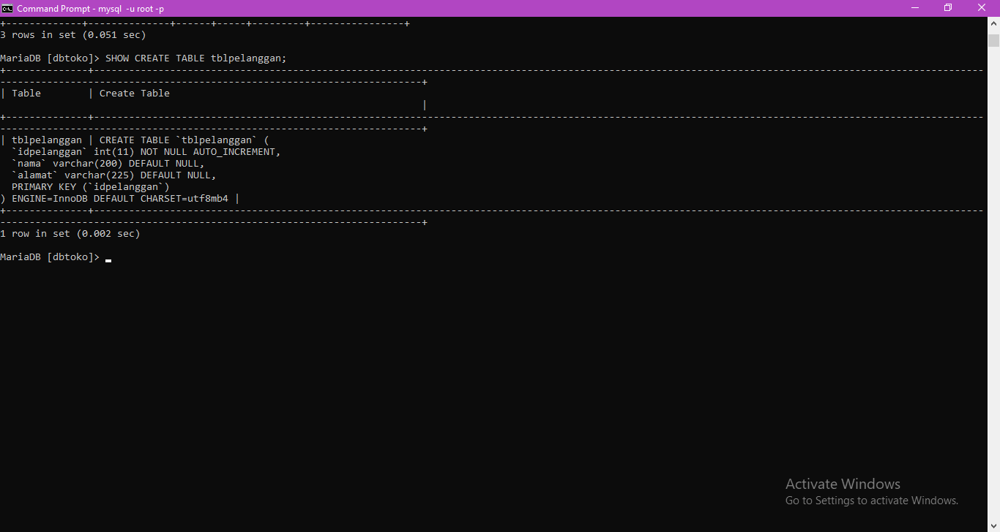 Command Prompt - mysql -u root -p
+-------------+--------------+------+-----+---------+----------------+
3 rows in set (0.051 sec)
MariaDB [dbtoko]> SHOW CREATE TABLE tblpelanggan;
| Table        | Create Table
|
| tblpelanggan | CREATE TABLE `tblpelanggan` (
  `idpelanggan` int(11) NOT NULL AUTO_INCREMENT,
  `nama` varchar(200) DEFAULT NULL,
  `alamat` varchar(225) DEFAULT NULL,
  PRIMARY KEY (`idpelanggan`)
) ENGINE=InnoDB DEFAULT CHARSET=utf8mb4 |
1 row in set (0.002 sec)
MariaDB [dbtoko]>
Activate Windows
Go to Settings to activate Windows.